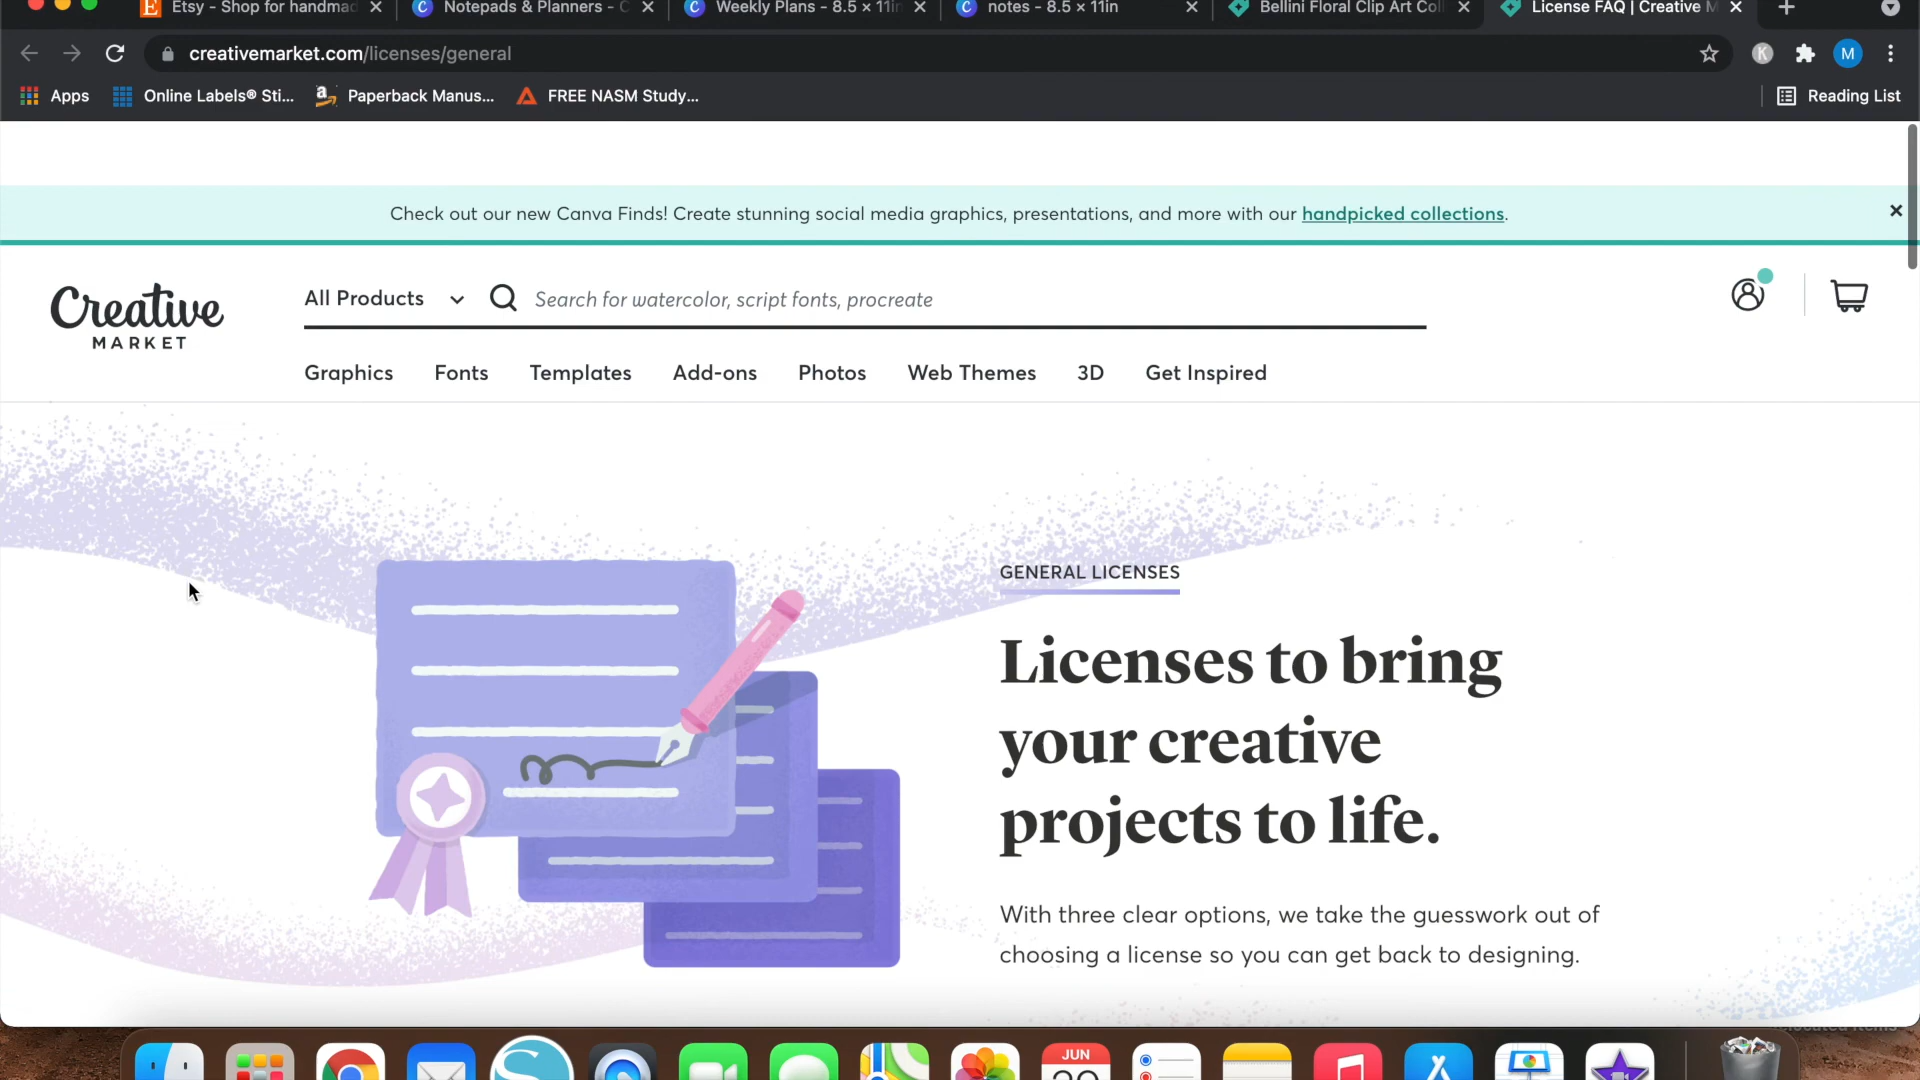 Etsy - Shop for handmad
Notepads & Planners - C
Weekly Plans - 8.5 × 11in
notes - 8.5 × 11in
Bellini Floral Clip Art Coll
License FAQ | Creative M
creativemarket.com/licenses/general
K
M
Apps
Online Labels® Sti...
Paperback Manus...
FREE NASM Study...
Reading List
Check out our new Canva Finds! Create stunning social media graphics, presentations, and more with our handpicked collections.
Creative
MARKET
All Products
Search for watercolor, script fonts, procreate
Graphics
Fonts
Templates
Add-ons
Photos
Web Themes
3D
Get Inspired
GENERAL LICENSES
Licenses to bring
your creative
projects to life.
With three clear options, we take the guesswork out of
choosing a license so you can get back to designing.
JUN